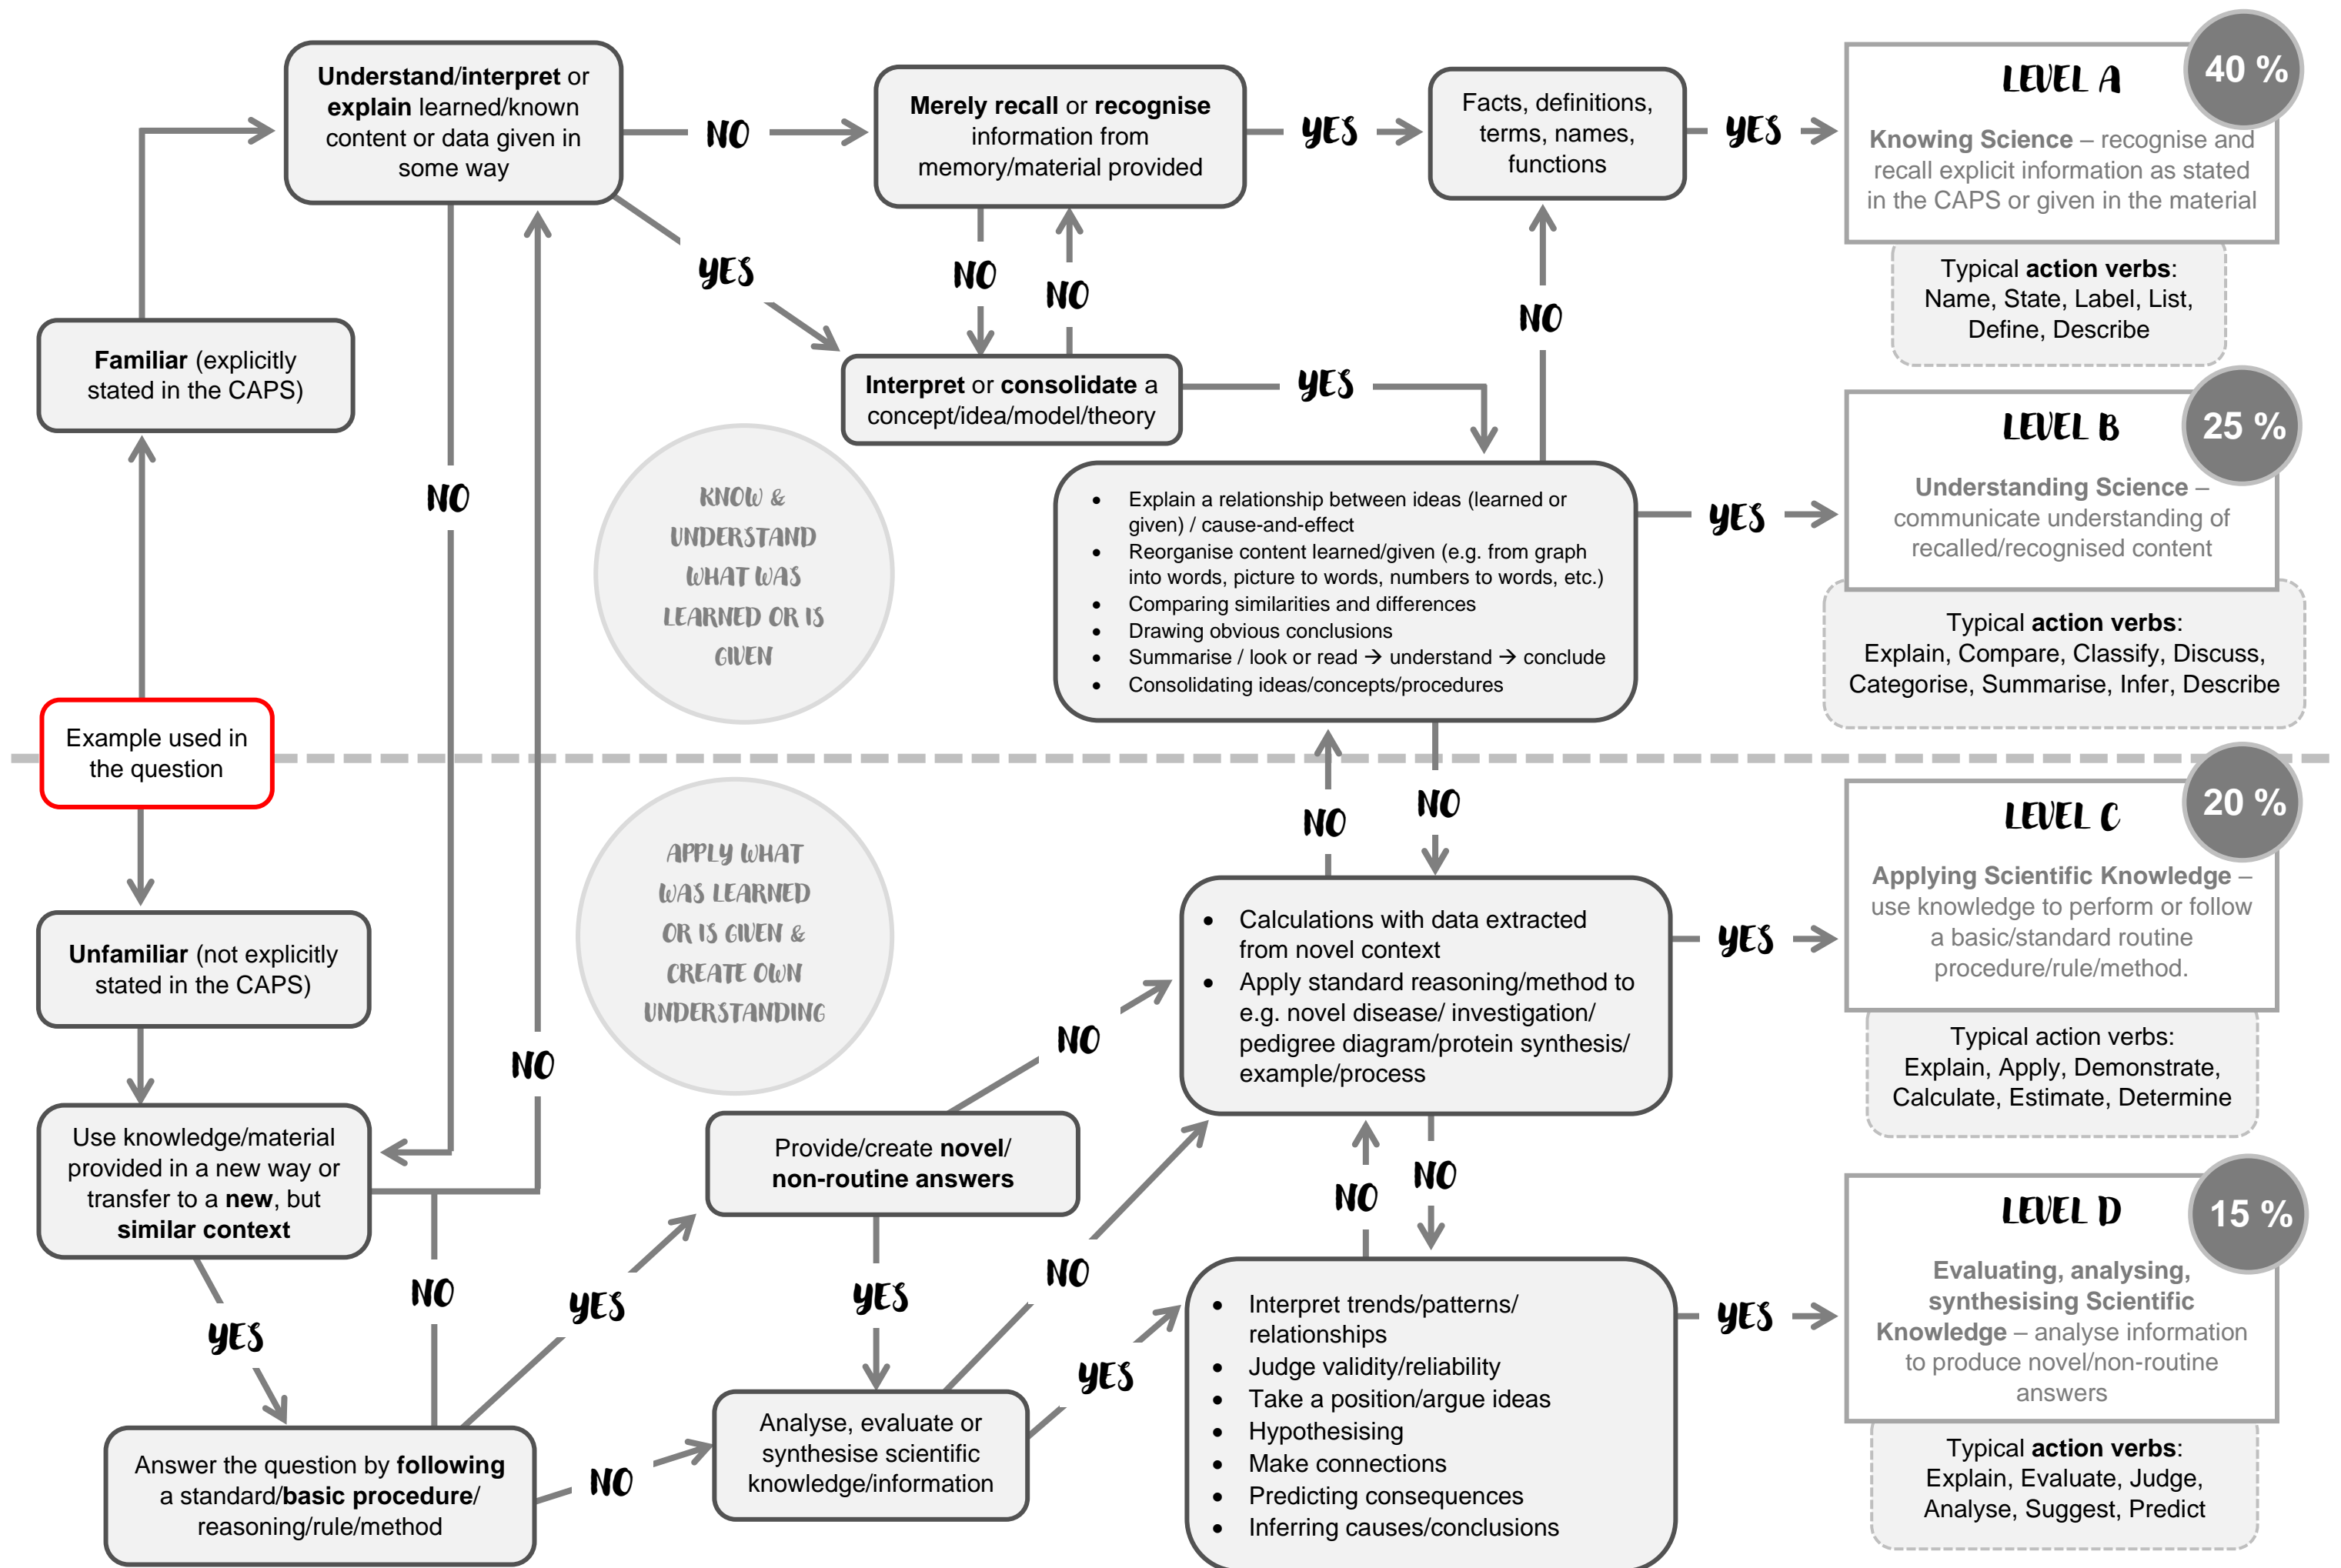 Understand/interpret or
explain learned/known
content or data given in
some way
NO
Merely recall or recognise
information from
memory/material provided
YES
Facts, definitions,
terms, names,
functions
YES
LEVEL A
40 %
Knowing Science – recognise and
recall explicit information as stated
in the CAPS or given in the material
Typical action verbs:
Name, State, Label, List,
Define, Describe
YES
NO
NO
NO
Familiar (explicitly
stated in the CAPS)
Interpret or consolidate a
concept/idea/model/theory
YES
LEVEL B
25 %
Understanding Science –
communicate understanding of
recalled/recognised content
Typical action verbs:
Explain, Compare, Classify, Discuss,
Categorise, Summarise, Infer, Describe
NO
KNOW &
UNDERSTAND
WHAT WAS
LEARNED OR IS
GIVEN
• Explain a relationship between ideas (learned or
given) / cause-and-effect
• Reorganise content learned/given (e.g. from graph
into words, picture to words, numbers to words, etc.)
• Comparing similarities and differences
• Drawing obvious conclusions
• Summarise / look or read → understand → conclude
• Consolidating ideas/concepts/procedures
YES
Example used in
the question
NO
NO
LEVEL C
20 %
Applying Scientific Knowledge –
use knowledge to perform or follow
a basic/standard routine
procedure/rule/method.
Typical action verbs:
Explain, Apply, Demonstrate,
Calculate, Estimate, Determine
APPLY WHAT
WAS LEARNED
OR IS GIVEN &
CREATE OWN
UNDERSTANDING
Unfamiliar (not explicitly
stated in the CAPS)
• Calculations with data extracted
from novel context
• Apply standard reasoning/method to
e.g. novel disease/ investigation/
pedigree diagram/protein synthesis/
example/process
YES
NO
NO
Use knowledge/material
provided in a new way or
transfer to a new, but
similar context
Provide/create novel/
non-routine answers
NO
NO
LEVEL D
15 %
Evaluating, analysing,
synthesising Scientific
Knowledge – analyse information
to produce novel/non-routine
answers
Typical action verbs:
Explain, Evaluate, Judge,
Analyse, Suggest, Predict
YES
NO
YES
YES
NO
YES
• Interpret trends/patterns/
relationships
• Judge validity/reliability
• Take a position/argue ideas
• Hypothesising
• Make connections
• Predicting consequences
• Inferring causes/conclusions
YES
Answer the question by following
a standard/basic procedure/
reasoning/rule/method
NO
Analyse, evaluate or
synthesise scientific
knowledge/information